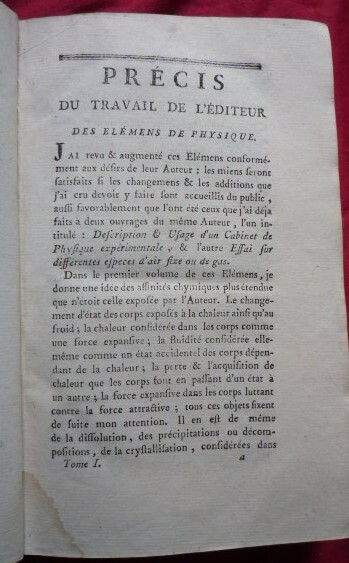 PRÉCIS
DU TRAVAIL DE L'ÉDITEUR
DES ELÉMENS DE PHYSIQUE.
JAI revu & augmenté ces Elémens conformé-
ment aux désirs de leur Auteur : les miens seront
satisfaits si les changemens & les additions que
j'ai cru devoir y faire sont accueillis du public,
aussi favorablement que l'ont été ceux que j'ai déja
faits a deux ouvrages du même Auteur, l'un in-
titulé : Description & Usage d'un Cabinet de
Physique expérimentale, & l'autre Essai sur
différentes especes d'air fixe ou de gas.
Dans le premier volume de ces Elémens, je
donne une idée des affinités chymiques plus étendue
que n'étoit celle exposée par l'Auteur. Le change-
ment d'état des corps exposés à la chaleur ainsi qu'au
froid ; la chaleur considérée dans les corps comme
une force expansive ; la fluidité considérée elle-
même comme un état accidentel des corps dépen-
dant de la chaleur ; la perte & l'acquisition de
chaleur que les corps font en passant d'un état à
un autre ; la force expansive dans les corps luttant
contre la force attractive ; tous ces objets fixent
de suite mon attention. Il en est de même
de la dissolution, des précipitations ou décom-
positions, de la crystallisation, considérées dans
Tome I. a